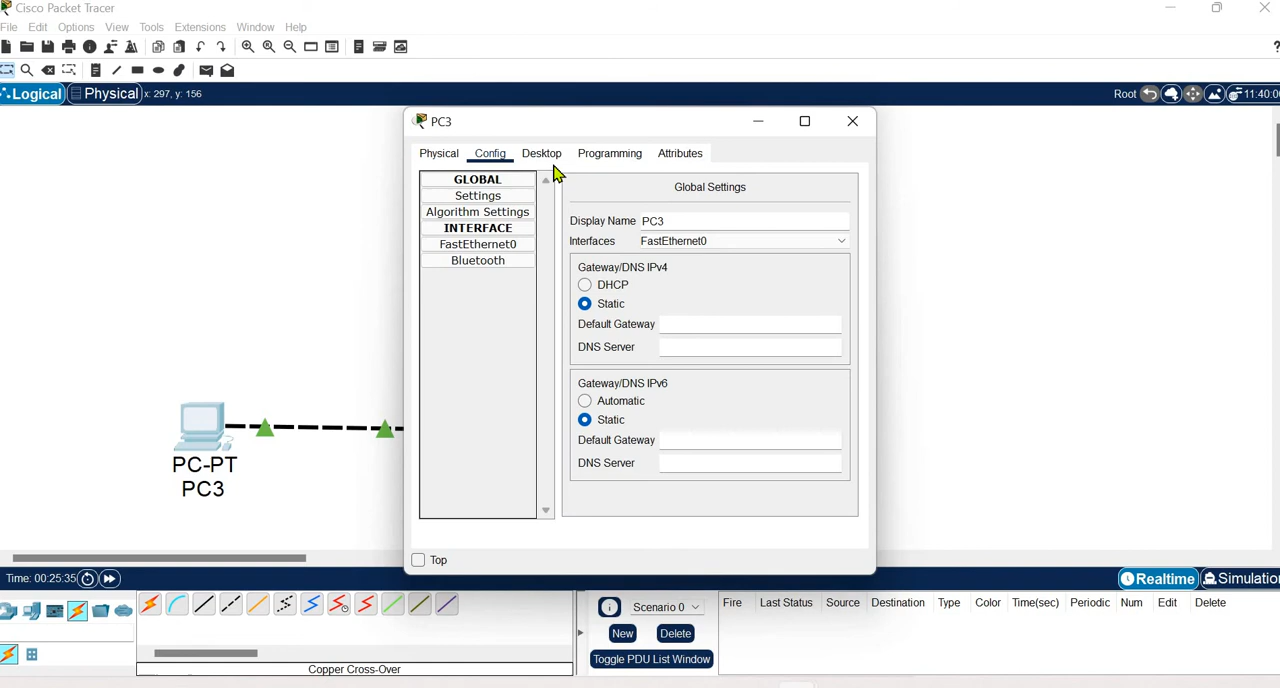 Cisco Packet Tracer
File Edit Options View Tools Extensions Window Help
?
Logical Physical x: 297, y: 156
Root 11:40:0
PC3
Physical Config Desktop Programming Attributes
GLOBAL
Settings
Algorithm Settings
INTERFACE
FastEthernet0
Bluetooth
Global Settings
Display Name PC3
Interfaces FastEthernet0
Gateway/DNS IPv4
DHCP
Static
Default Gateway
DNS Server
Gateway/DNS IPv6
Automatic
Static
Default Gateway
DNS Server
Top
PC-PT
PC3
Time: 00:25:35
Realtime Simulation
Scenario 0
New Delete
Toggle PDU List Window
Fire Last Status Source Destination Type Color Time(sec) Periodic Num Edit Delete
Copper Cross-Over